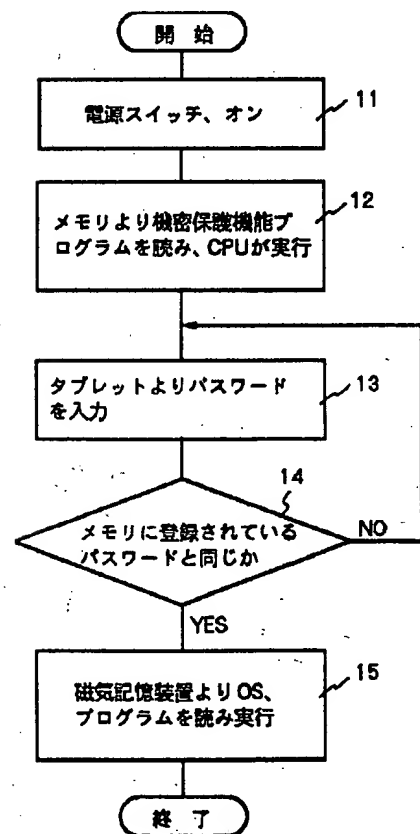 開 始
電源スイッチ、オン
11
メモリより機密保護機能プ
ログラムを読み、CPUが実行
12
タブレットよりパスワード
を入力
13
14
メモリに登録されている
パスワードと同じか
NO
YES
磁気記憶装置より OS、
プログラムを読み実行
15
終 了